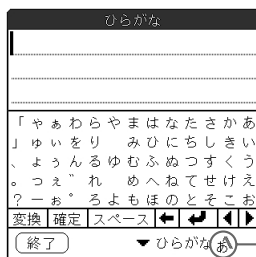 ひらがな
「ゃぁわらやまはなたさかあ
」ゅぃをり みひにちしきい
、ょぅんるゆむふぬつすくう
。っぇ゛れ めへねてせけえ
?ーぉ゜ろよもほのとそこお
変換 確定 スペース ← ↵ ◀ ▶
終了 ▼ ひらがな あ A